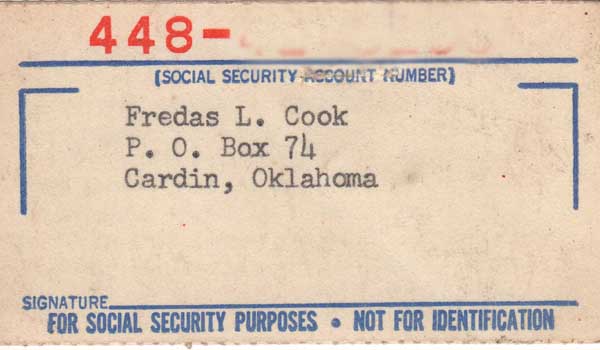 448-
[SOCIAL SECURITY ACCOUNT NUMBER]
Fredas L. Cook
P. O. Box 74
Cardin, Oklahoma
SIGNATURE
FOR SOCIAL SECURITY PURPOSES • NOT FOR IDENTIFICATION